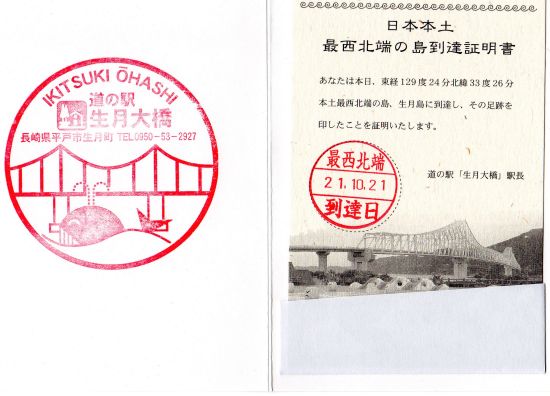 IKITSUKI ŌHASHI
道の駅
生月大橋
長崎県平戸市生月町 TEL.0950-53-2927
日本本土
最西北端の島到達証明書
あなたは本日、東経129度24分北緯33度26分
本土最西北端の島、生月島に到達し、その足跡を
印したことを証明いたします。
最西北端
21.10.21
到達日
道の駅「生月大橋」駅長